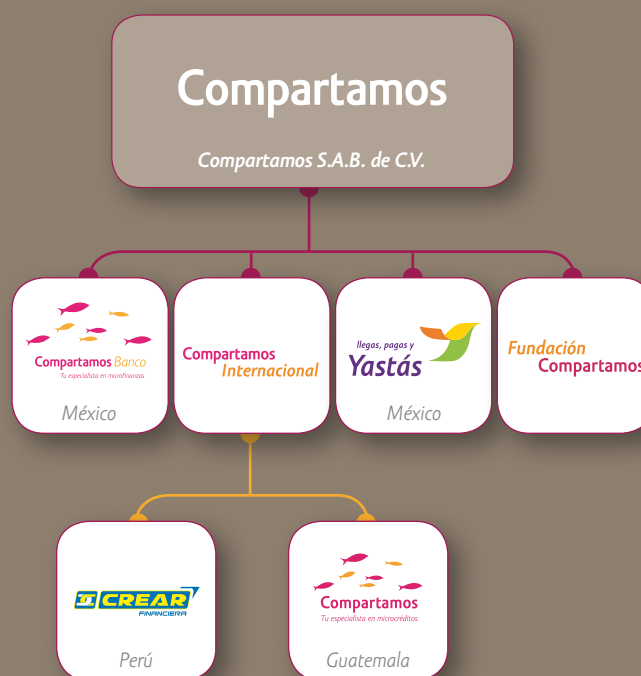 Compartamos
Compartamos S.A.B. de C.V.
Compartamos Banco
Tu especialista en microfinanzas
México
Compartamos
Internacional
llegas, pagas y
Yastás
México
Fundación
Compartamos
CREAR
FINANCIERA
Perú
Compartamos
Tu especialista en microcréditos
Guatemala